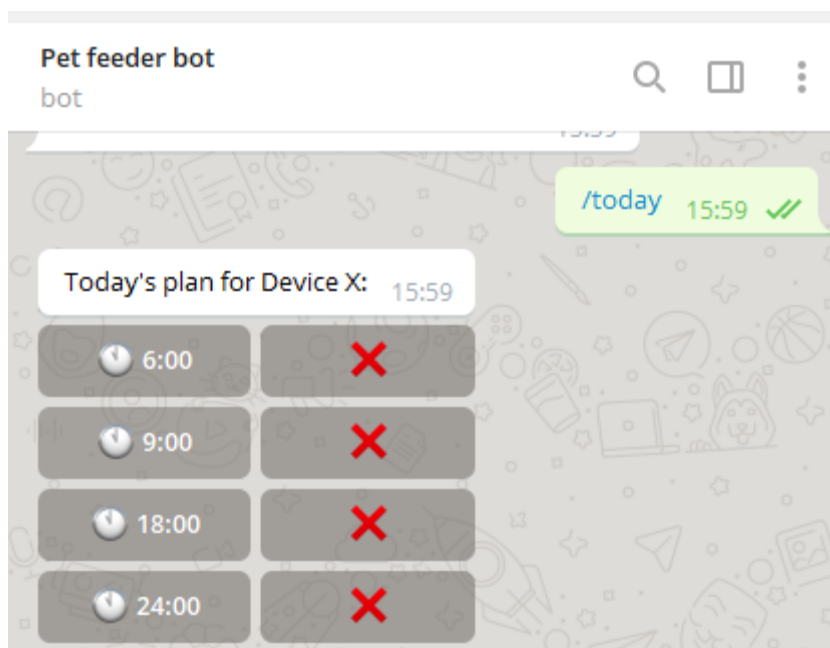 Pet feeder bot
bot
/today 15:59
Today's plan for Device X: 15:59
6:00
9:00
18:00
24:00